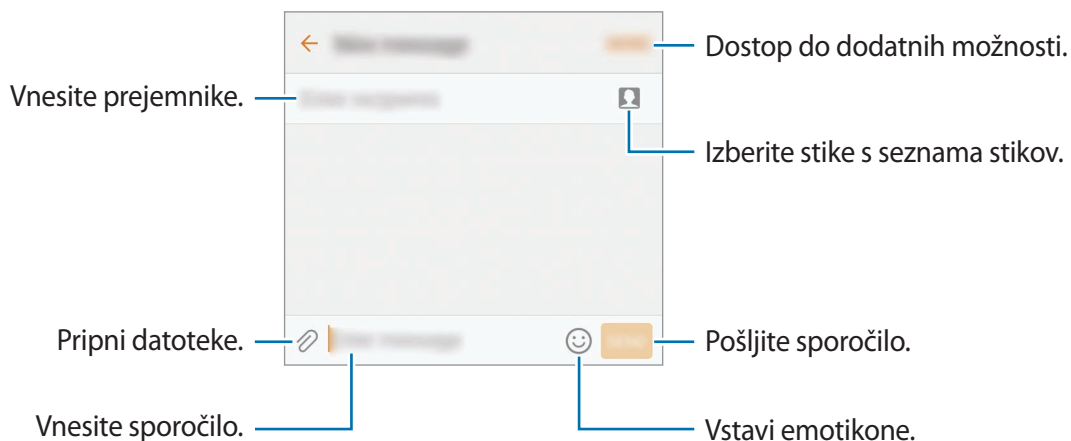 Dostop do dodatnih možnosti.
Vnesite prejemnike.
Izberite stike s seznama stikov.
Pripni datoteke.
Pošljite sporočilo.
Vnesite sporočilo.
Vstavi emotikone.